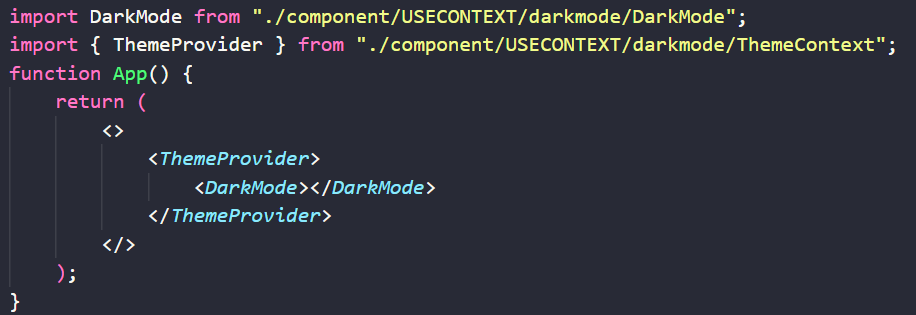 import DarkMode from "./component/USECONTEXT/darkmode/DarkMode";
import { ThemeProvider } from "./component/USECONTEXT/darkmode/ThemeContext";
function App() {
    return (
        <>
            <ThemeProvider>
                <DarkMode></DarkMode>
            </ThemeProvider>
        </>
    );
}